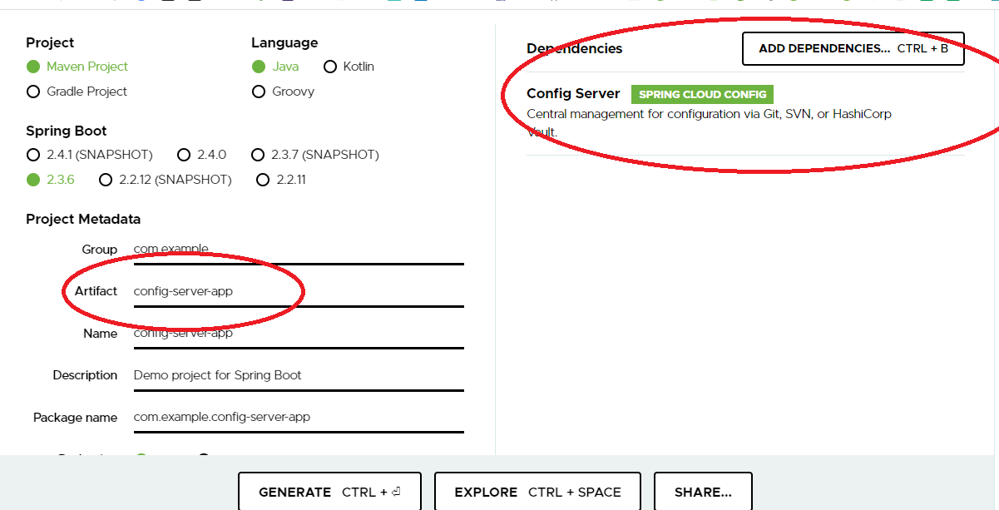 Project
Maven Project
Gradle Project
Language
Java Kotlin
Groovy
Spring Boot
2.4.1 (SNAPSHOT) 2.4.0 2.3.7 (SNAPSHOT)
2.3.6 2.2.12 (SNAPSHOT) 2.2.11
Project Metadata
Group com.example
Artifact config-server-app
Name config-server-app
Description Demo project for Spring Boot
Package name com.example.config-server-app
Dependencies ADD DEPENDENCIES... CTRL + B
Config Server SPRING CLOUD CONFIG
Central management for configuration via Git, SVN, or HashiCorp
Vault.
GENERATE CTRL + ⏎ EXPLORE CTRL + SPACE SHARE...